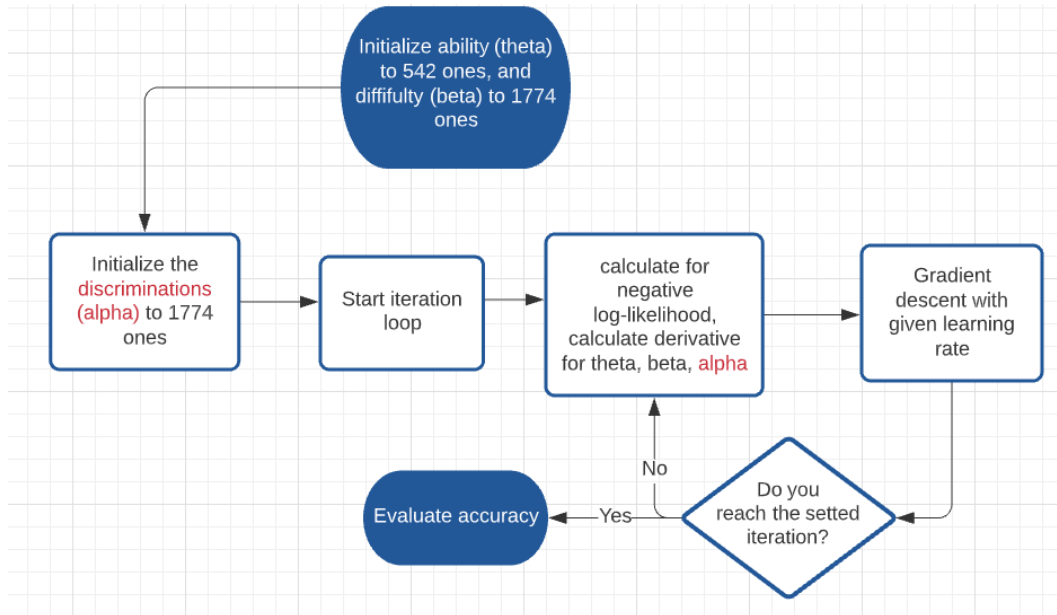 Initialize ability (theta)
to 542 ones, and
diffifulty (beta) to 1774
ones
Initialize the
discriminations
(alpha) to 1774
ones
Start iteration
loop
calculate for
negative
log-likelihood,
calculate derivative
for theta, beta, alpha
Gradient
descent with
given learning
rate
Do you
reach the setted
iteration?
No
Yes
Evaluate accuracy